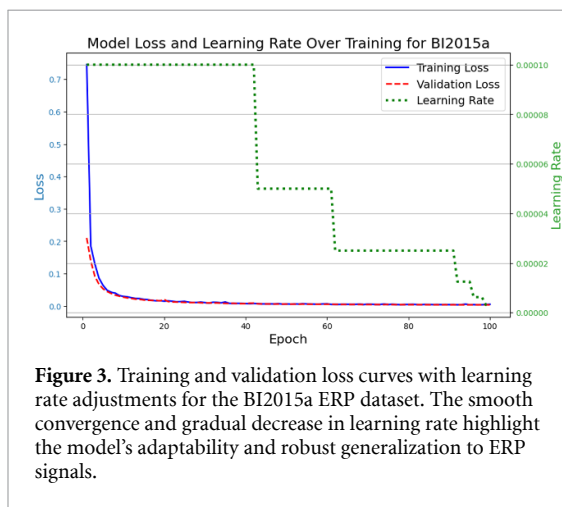 Model Loss and Learning Rate Over Training for BI2015a
Training Loss
Validation Loss
Learning Rate
0.7
0.6
0.5
0.4
0.3
0.2
0.1
0.0
Loss
0.00010
0.00008
0.00006
0.00004
0.00002
0.00000
Learning Rate
0 20 40 60 80 100
Epoch
Figure 3. Training and validation loss curves with learning
rate adjustments for the BI2015a ERP dataset. The smooth
convergence and gradual decrease in learning rate highlight
the model’s adaptability and robust generalization to ERP
signals.